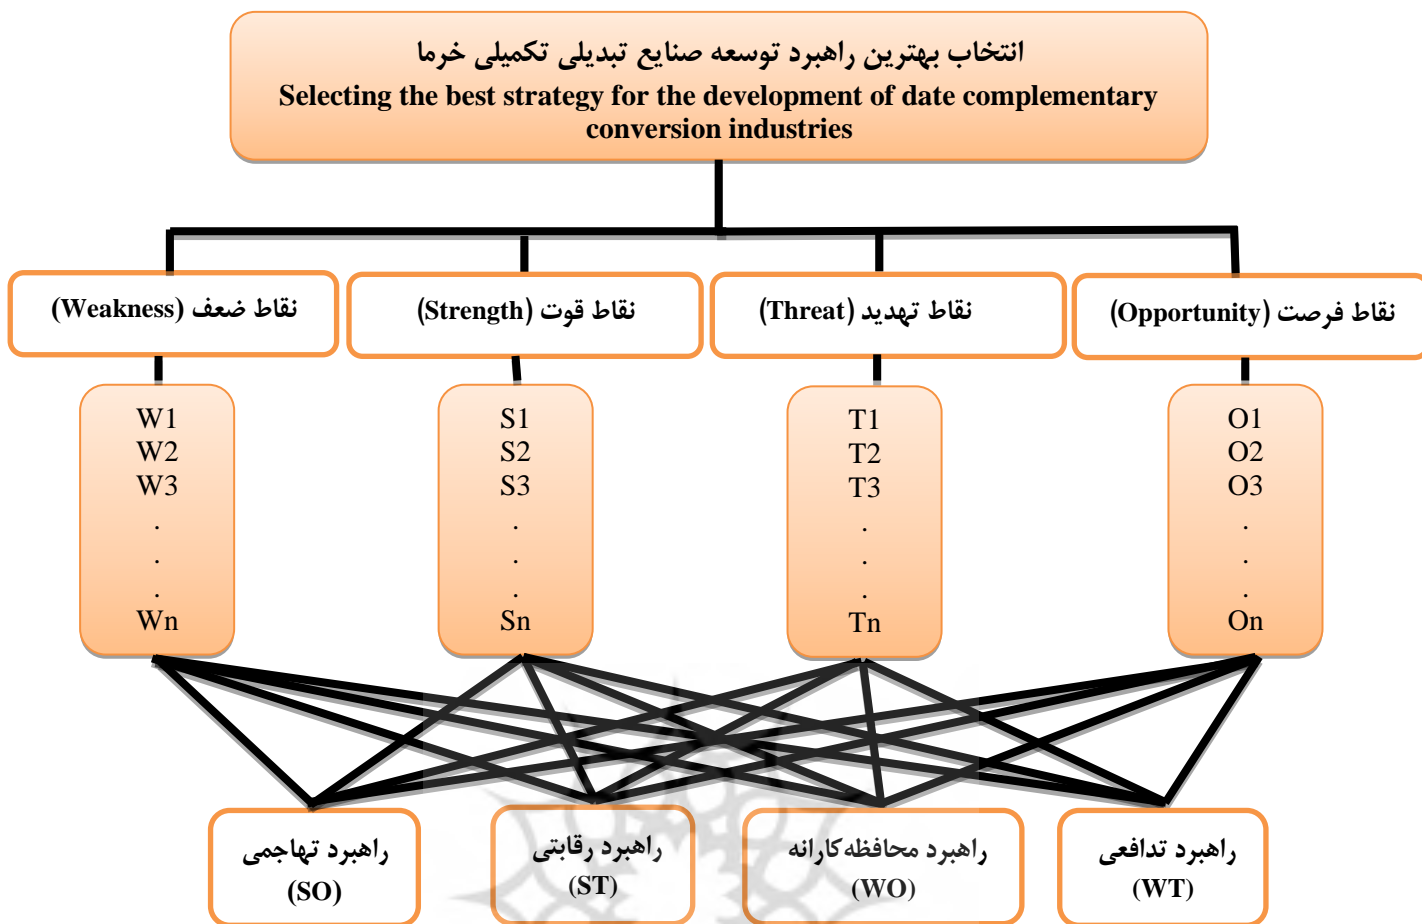 انتخاب بهترین راهبرد توسعه صنایع تبدیلی تکمیلی خرما
Selecting the best strategy for the development of date complementary
conversion industries
نقاط ضعف (Weakness)
نقاط قوت (Strength)
نقاط تهدید (Threat)
نقاط فرصت (Opportunity)
W1
W2
W3
.
.
.
Wn
S1
S2
S3
.
.
.
Sn
T1
T2
T3
.
.
.
Tn
O1
O2
O3
.
.
.
On
راهبرد تهاجمی
(SO)
راهبرد رقابتی
(ST)
راهبرد محافظه‌کارانه
(WO)
راهبرد تدافعی
(WT)